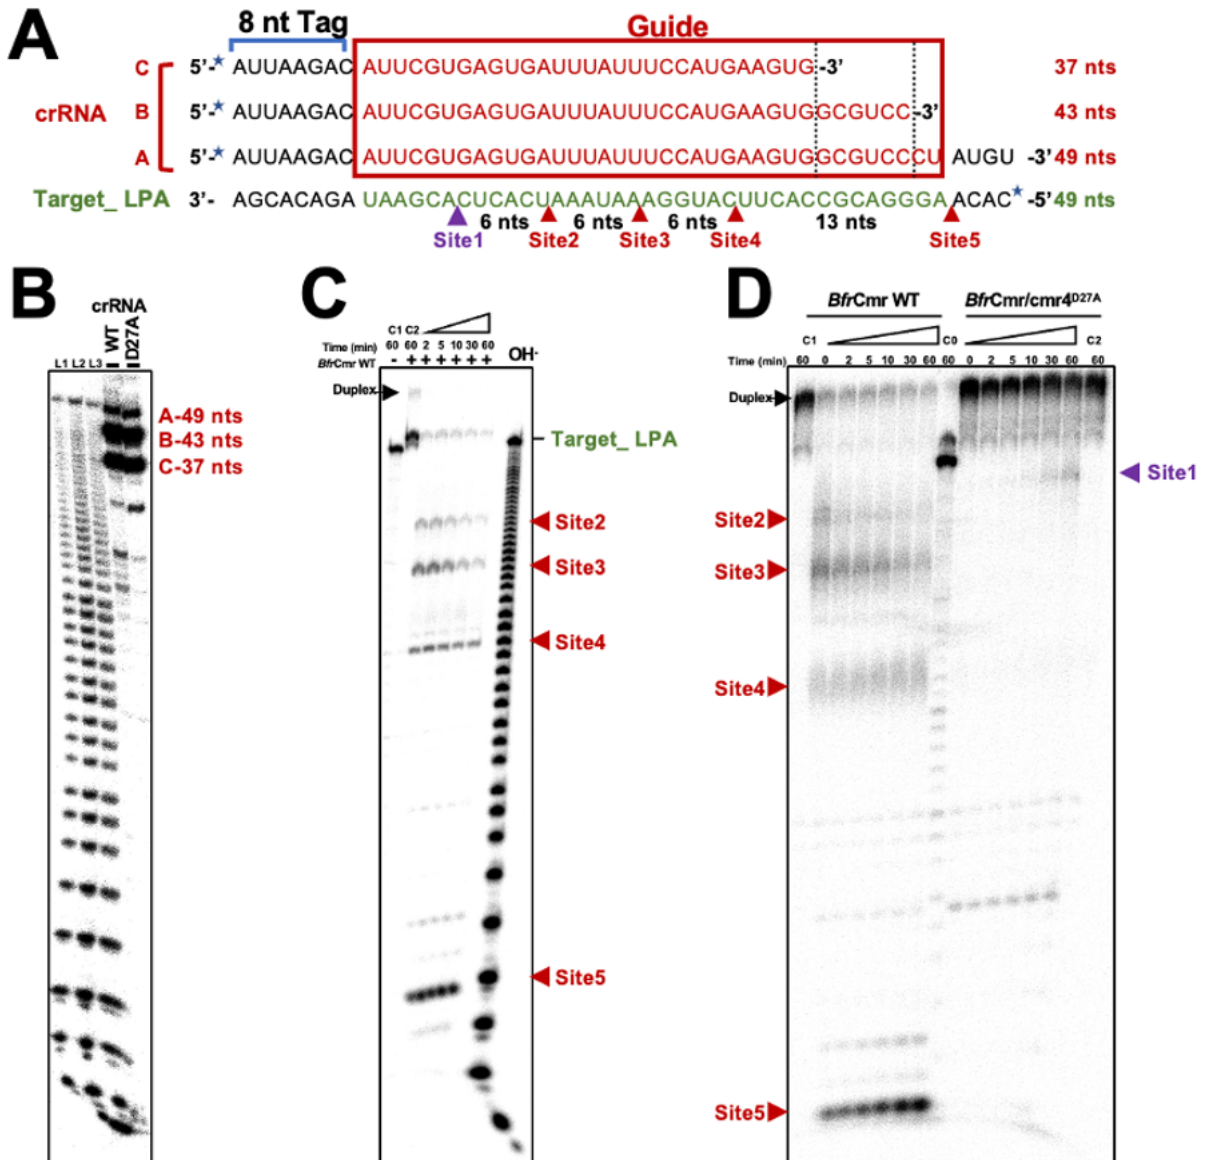 A
8 nt Tag
Guide
C 5'-★ AUUAAGAC AUUCGUGAGUGAUUUAUUUCCAUGAAGUG -3' 37 nts
crRNA B 5'-★ AUUAAGAC AUUCGUGAGUGAUUUAUUUCCAUGAAGUGGCGUCC -3' 43 nts
A 5'-★ AUUAAGAC AUUCGUGAGUGAUUUAUUUCCAUGAAGUGGCGUCCCU AUGU -3' 49 nts
Target_ LPA 3'- AGCACAGA UAAGCACUCACUAAAUAAAGGUACUUCACCGCAGGGA ACAC★ -5' 49 nts
6 nts 6 nts 6 nts 13 nts
Site1 Site2 Site3 Site4 Site5
B
crRNA
WT
D27A
L1 L2 L3
A-49 nts
B-43 nts
C-37 nts
C
C1 C2
Time (min) 60 60 2 5 10 30 60
BfrCmr WT - + + + + + +
OH-
Duplex
Target_ LPA
Site2
Site3
Site4
Site5
D
BfrCmr WT BfrCmr/cmr4D27A
C1 C0 C2
Time (min) 60 0 2 5 10 30 60 60 0 2 5 10 30 60 60
Duplex
Site1
Site2
Site3
Site4
Site5